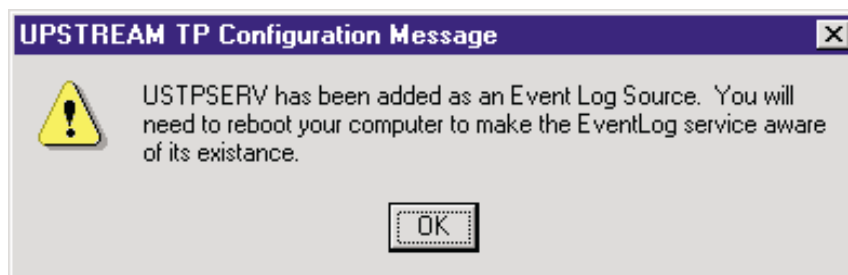 UPSTREAM TP Configuration Message
USTPSERV has been added as an Event Log Source. You will
need to reboot your computer to make the EventLog service aware
of its existance.
OK